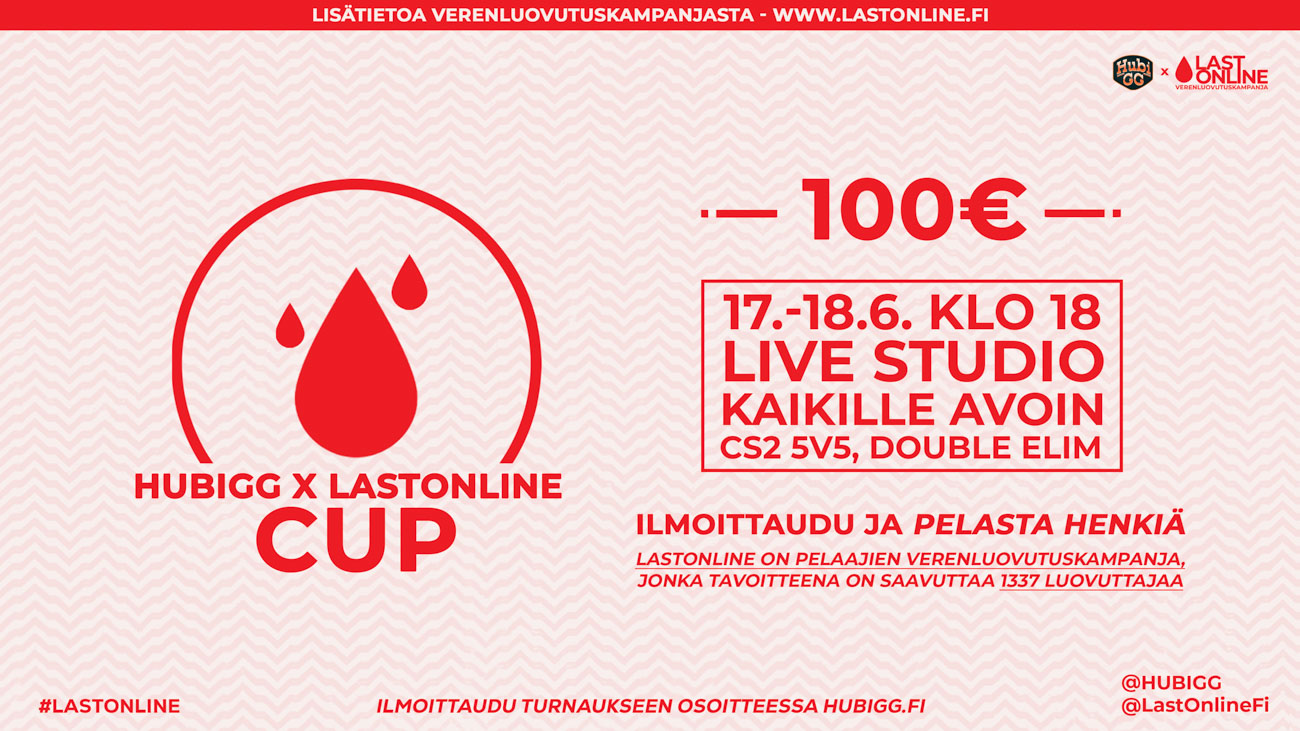 LISÄTIETOA VERENLUOVUTUSKAMPANJASTA - WWW.LASTONLINE.FI
Hubi
GG
x
LAST
ONLINE
VERENLUOVUTUSKAMPANJA
HUBIGG X LASTONLINE
CUP
100€
17.-18.6. KLO 18
LIVE STUDIO
KAIKILLE AVOIN
CS2 5V5, DOUBLE ELIM
ILMOITTAUDU JA PELASTA HENKIÄ
LASTONLINE ON PELAAJIEN VERENLUOVUTUSKAMPANJA,
JONKA TAVOITTEENA ON SAAVUTTAA 1337 LUOVUTTAJAA
#LASTONLINE
ILMOITTAUDU TURNAUKSEEN OSOITTEESSA HUBIGG.FI
@HUBIGG
@LastOnlineFi